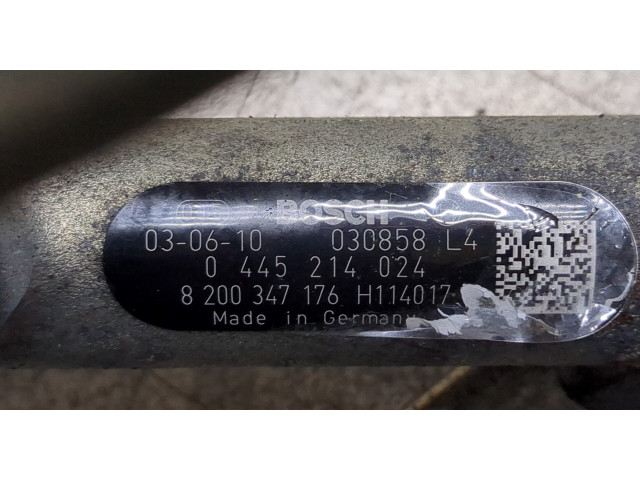 BOSCH
03-06-10 030858 L4
0 445 214 024
8 200 347 176 H114017
Made in Germany